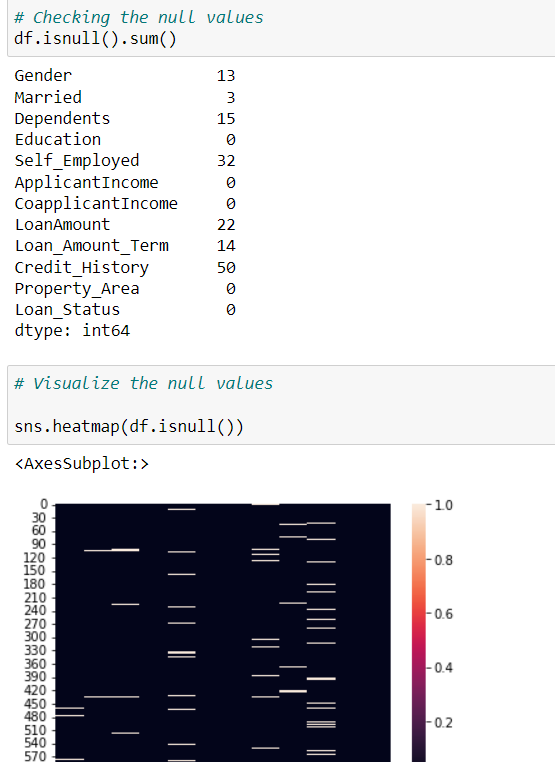 # Checking the null values
df.isnull().sum()
Gender 13
Married 3
Dependents 15
Education 0
Self_Employed 32
ApplicantIncome 0
CoapplicantIncome 0
LoanAmount 22
Loan_Amount_Term 14
Credit_History 50
Property_Area 0
Loan_Status 0
dtype: int64
# Visualize the null values
sns.heatmap(df.isnull())
<AxesSubplot:>
0
30
60
90
120
150
180
210
240
270
300
330
360
390
420
450
480
510
540
570
1.0
0.8
0.6
0.4
0.2